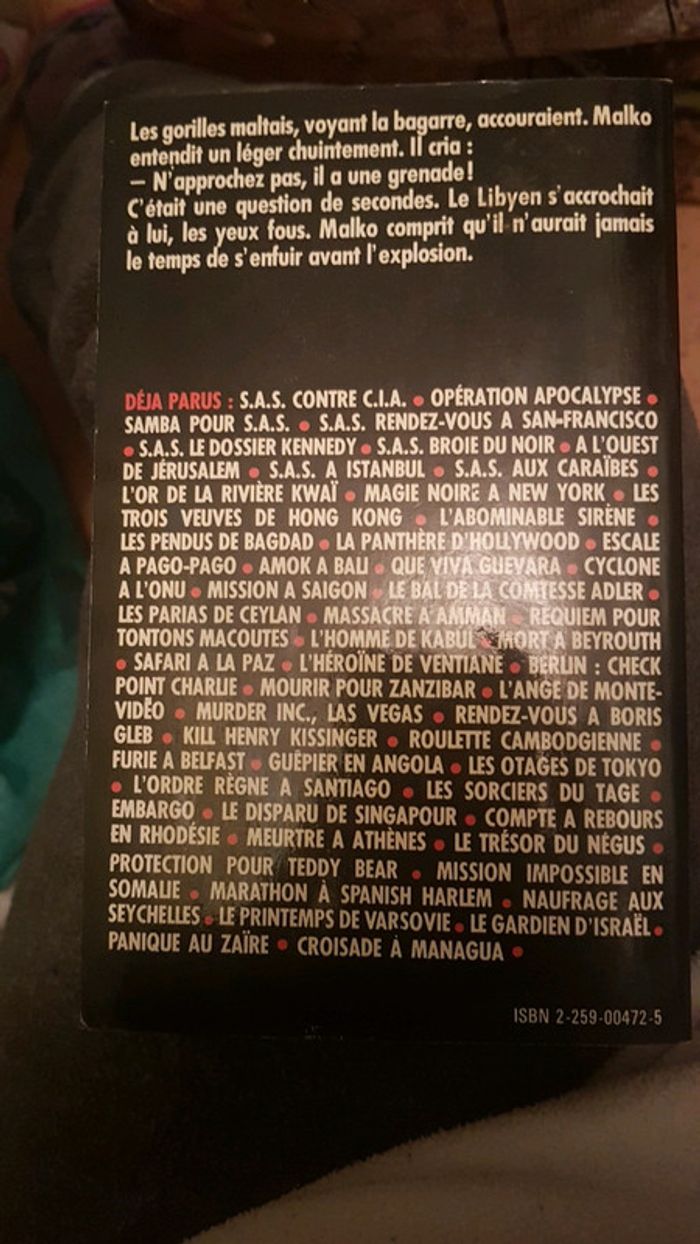 Les gorilles maltais, voyant la bagarre, accouraient. Malko
entendit un léger chuintement. Il cria :
— N'approchez pas, il a une grenade!
C'était une question de secondes. Le Libyen s'accrochait
à lui, les yeux fous. Malko comprit qu'il n'aurait jamais
le temps de s'enfuir avant l'explosion.
DÉJA PARUS : S.A.S. CONTRE C.I.A. • OPÉRATION APOCALYPSE •
SAMBA POUR S.A.S. • S.A.S. RENDEZ-VOUS A SAN-FRANCISCO
• S.A.S. LE DOSSIER KENNEDY • S.A.S. BROIE DU NOIR • A L'OUEST
DE JÉRUSALEM • S.A.S. A ISTANBUL • S.A.S. AUX CARAÏBES •
L'OR DE LA RIVIÈRE KWAÏ • MAGIE NOIRE A NEW YORK • LES
TROIS VEUVES DE HONG KONG • L'ABOMINABLE SIRÈNE •
LES PENDUS DE BAGDAD • LA PANTHÈRE D'HOLLYWOOD • ESCALE
A PAGO-PAGO • AMOK A BALI • QUE VIVA GUEVARA • CYCLONE
A L'ONU • MISSION A SAIGON • LE BAL DE LA COMTESSE ADLER •
LES PARIAS DE CEYLAN • MASSACRE A AMMAN • REQUIEM POUR
TONTONS MACOUTES • L'HOMME DE KABUL • MORT A BEYROUTH
• SAFARI A LA PAZ • L'HÉROÏNE DE VENTIANE • BERLIN : CHECK
POINT CHARLIE • MOURIR POUR ZANZIBAR • L'ANGE DE MONTE-
VIDÉO • MURDER INC., LAS VEGAS • RENDEZ-VOUS A BORIS
GLEB • KILL HENRY KISSINGER • ROULETTE CAMBODGIENNE •
FURIE A BELFAST • GUÊPIER EN ANGOLA • LES OTAGES DE TOKYO
• L'ORDRE RÈGNE A SANTIAGO • LES SORCIERS DU TAGE •
EMBARGO • LE DISPARU DE SINGAPOUR • COMPTE A REBOURS
EN RHODÉSIE • MEURTRE A ATHÈNES • LE TRÉSOR DU NÉGUS •
PROTECTION POUR TEDDY BEAR • MISSION IMPOSSIBLE EN
SOMALIE • MARATHON À SPANISH HARLEM • NAUFRAGE AUX
SEYCHELLES • LE PRINTEMPS DE VARSOVIE • LE GARDIEN D'ISRAËL •
PANIQUE AU ZAÏRE • CROISADE À MANAGUA •
ISBN 2-259-00472-5